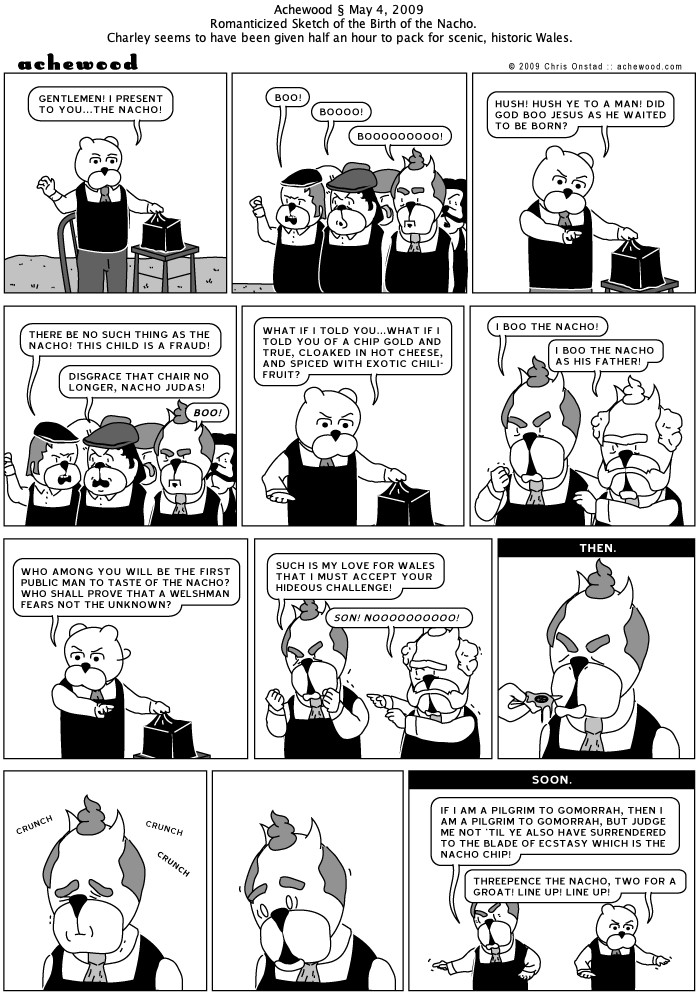 Achewood § May 4, 2009
Romanticized Sketch of the Birth of the Nacho.
Charley seems to have been given half an hour to pack for scenic, historic Wales.
achewood
© 2009 Chris Onstad :: achewood.com
GENTLEMEN! I PRESENT
TO YOU...THE NACHO!
BOO!
BOOOO!
BOOOOOOOOO!
HUSH! HUSH YE TO A MAN! DID
GOD BOO JESUS AS HE WAITED
TO BE BORN?
THERE BE NO SUCH THING AS THE
NACHO! THIS CHILD IS A FRAUD!
DISGRACE THAT CHAIR NO
LONGER, NACHO JUDAS!
BOO!
WHAT IF I TOLD YOU...WHAT IF I
TOLD YOU OF A CHIP GOLD AND
TRUE, CLOAKED IN HOT CHEESE,
AND SPICED WITH EXOTIC CHILI-
FRUIT?
I BOO THE NACHO!
I BOO THE NACHO
AS HIS FATHER!
WHO AMONG YOU WILL BE THE FIRST
PUBLIC MAN TO TASTE OF THE NACHO?
WHO SHALL PROVE THAT A WELSHMAN
FEARS NOT THE UNKNOWN?
SUCH IS MY LOVE FOR WALES
THAT I MUST ACCEPT YOUR
HIDEOUS CHALLENGE!
SON! NOOOOOOOOOO!
THEN.
CRUNCH
CRUNCH
CRUNCH
SOON.
IF I AM A PILGRIM TO GOMORRAH, THEN I
AM A PILGRIM TO GOMORRAH, BUT JUDGE
ME NOT 'TIL YE ALSO HAVE SURRENDERED
TO THE BLADE OF ECSTASY WHICH IS THE
NACHO CHIP!
THREEPENCE THE NACHO, TWO FOR A
GROAT! LINE UP! LINE UP!